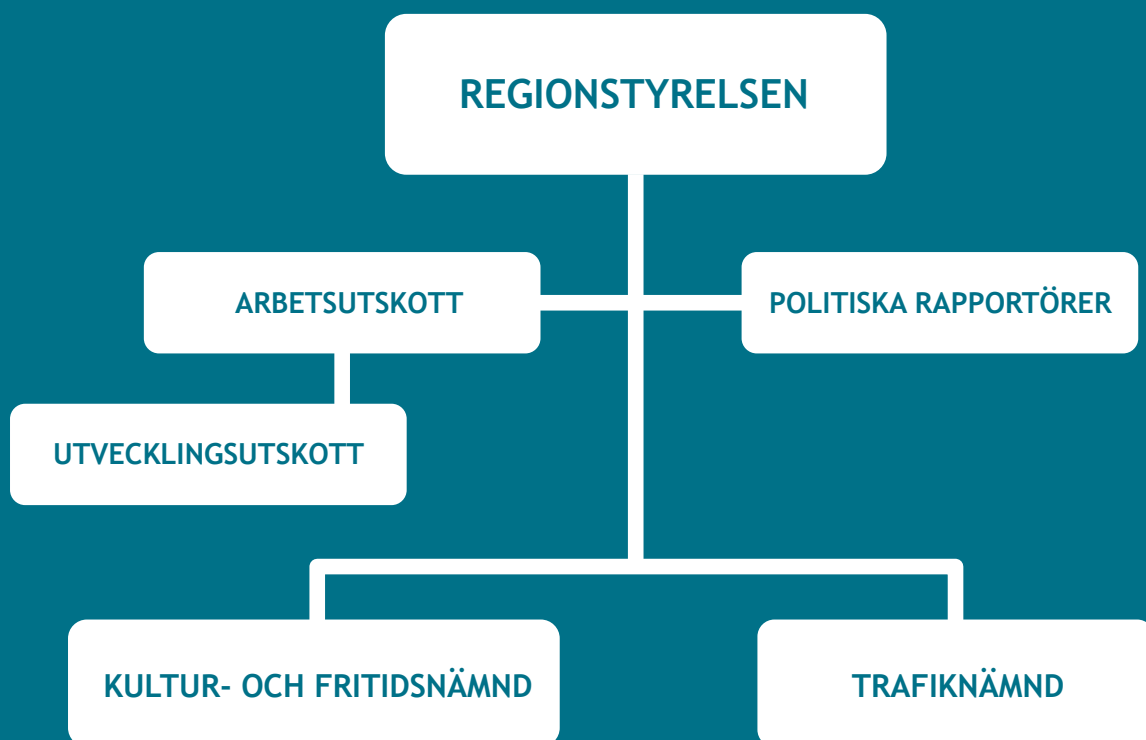 REGIONSTYRELSEN
ARBETSUTSKOTT
POLITISKA RAPPORTÖRER
UTVECKLINGSUTSKOTT
KULTUR- OCH FRITIDSNÄMND
TRAFIKNÄMND